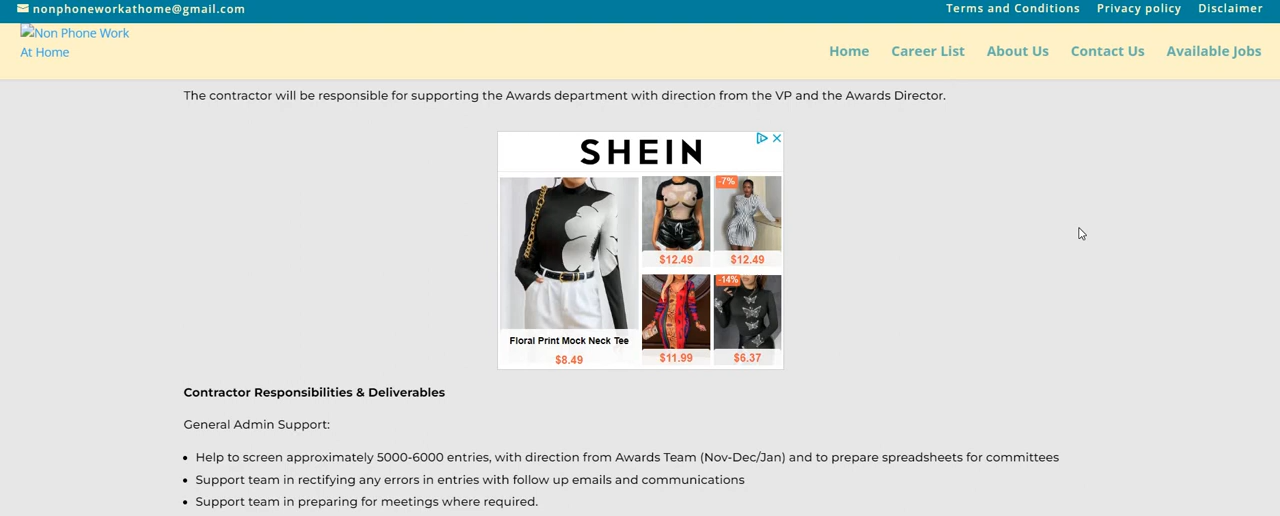 nonphoneworkathome@gmail.com
Terms and Conditions Privacy policy Disclaimer
Non Phone Work
At Home
Home Career List About Us Contact Us Available Jobs
The contractor will be responsible for supporting the Awards department with direction from the VP and the Awards Director.
SHEIN
-7%
$12.49 $12.49
-14%
Floral Print Mock Neck Tee
$8.49
$11.99 $6.37
Contractor Responsibilities & Deliverables
General Admin Support:
• Help to screen approximately 5000-6000 entries, with direction from Awards Team (Nov-Dec/Jan) and to prepare spreadsheets for committees
• Support team in rectifying any errors in entries with follow up emails and communications
• Support team in preparing for meetings where required.